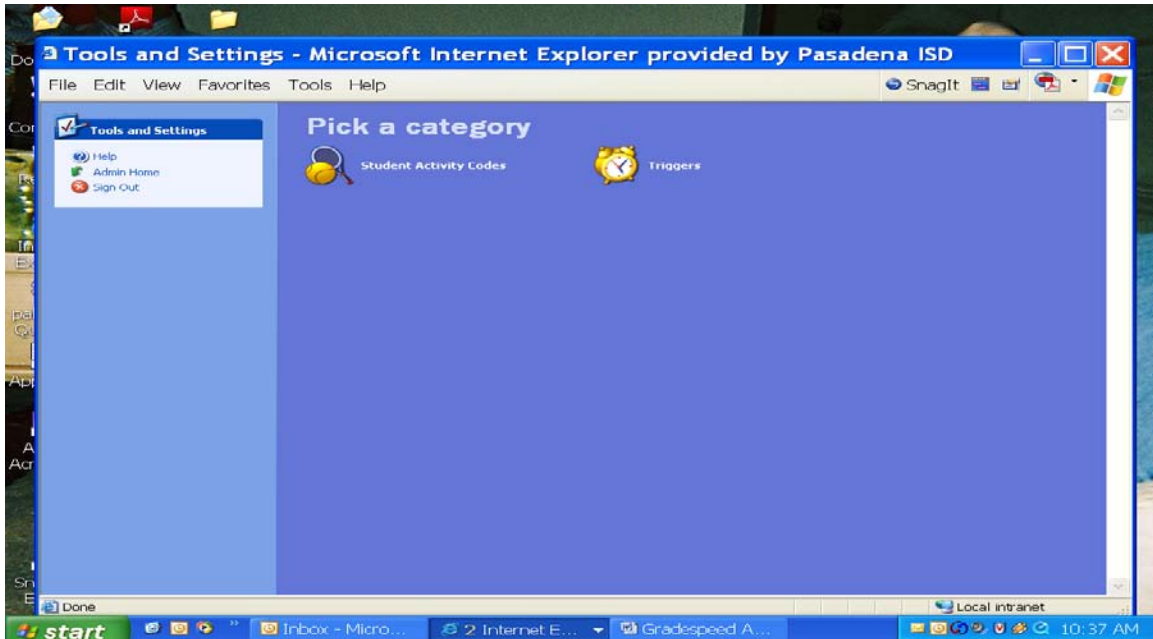 Tools and Settings - Microsoft Internet Explorer provided by Pasadena ISD
File Edit View Favorites Tools Help
SnagIt
Tools and Settings
Help
Admin Home
Sign Out
Pick a category
Student Activity Codes
Triggers
Done
Local intranet
start
Inbox - Micro...
2 Internet E...
Gradespeed A...
10:37 AM